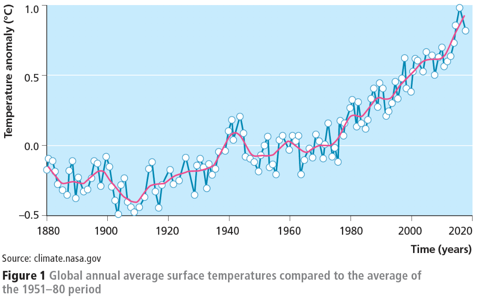 Temperature anomaly (°C)
1.0
0.5
0.0
–0.5
1880 1900 1920 1940 1960 1980 2000 2020
Time (years)
Source: climate.nasa.gov
Figure 1 Global annual average surface temperatures compared to the average of
the 1951–80 period